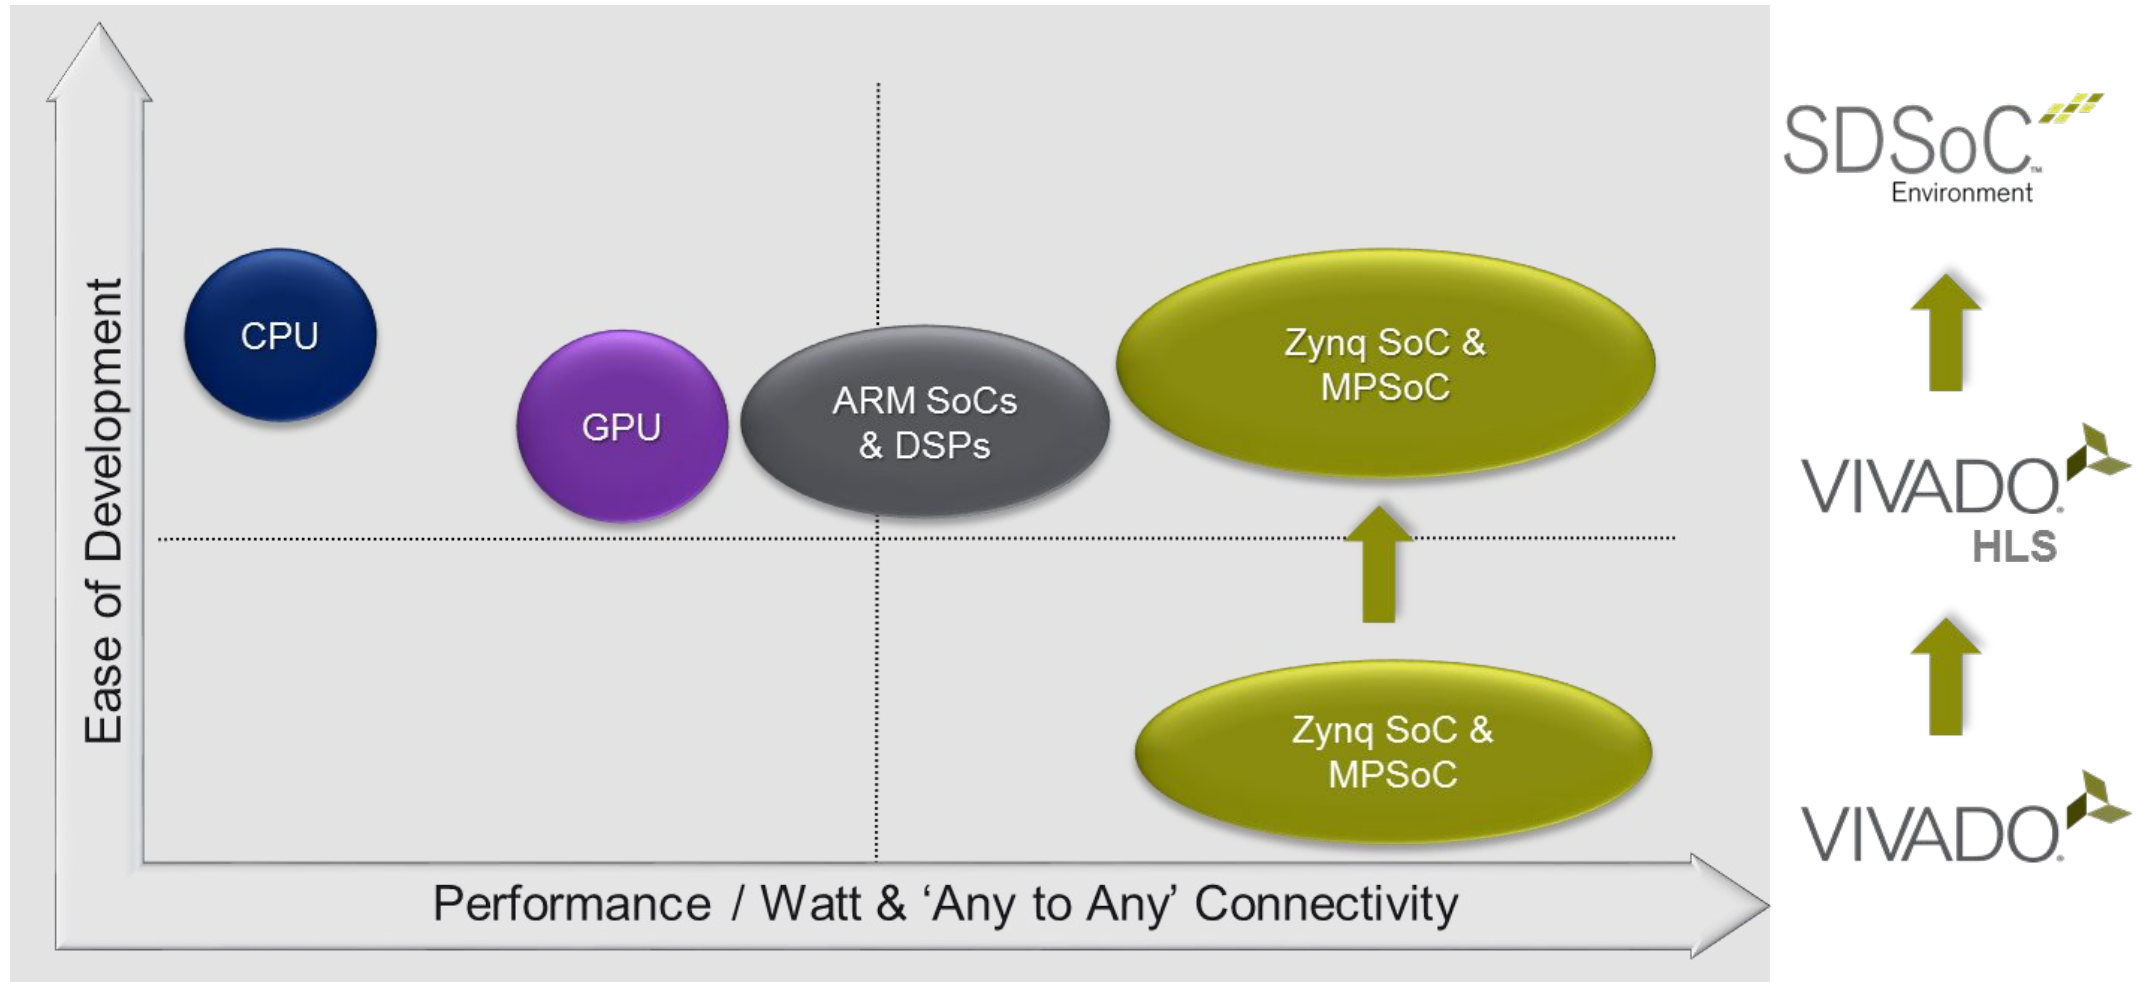 Ease of Development
CPU
GPU
ARM SoCs
& DSPs
Zynq SoC &
MPSoC
Zynq SoC &
MPSoC
Performance / Watt & ‘Any to Any’ Connectivity
SDSoC™
Environment
VIVADO®
HLS
VIVADO®